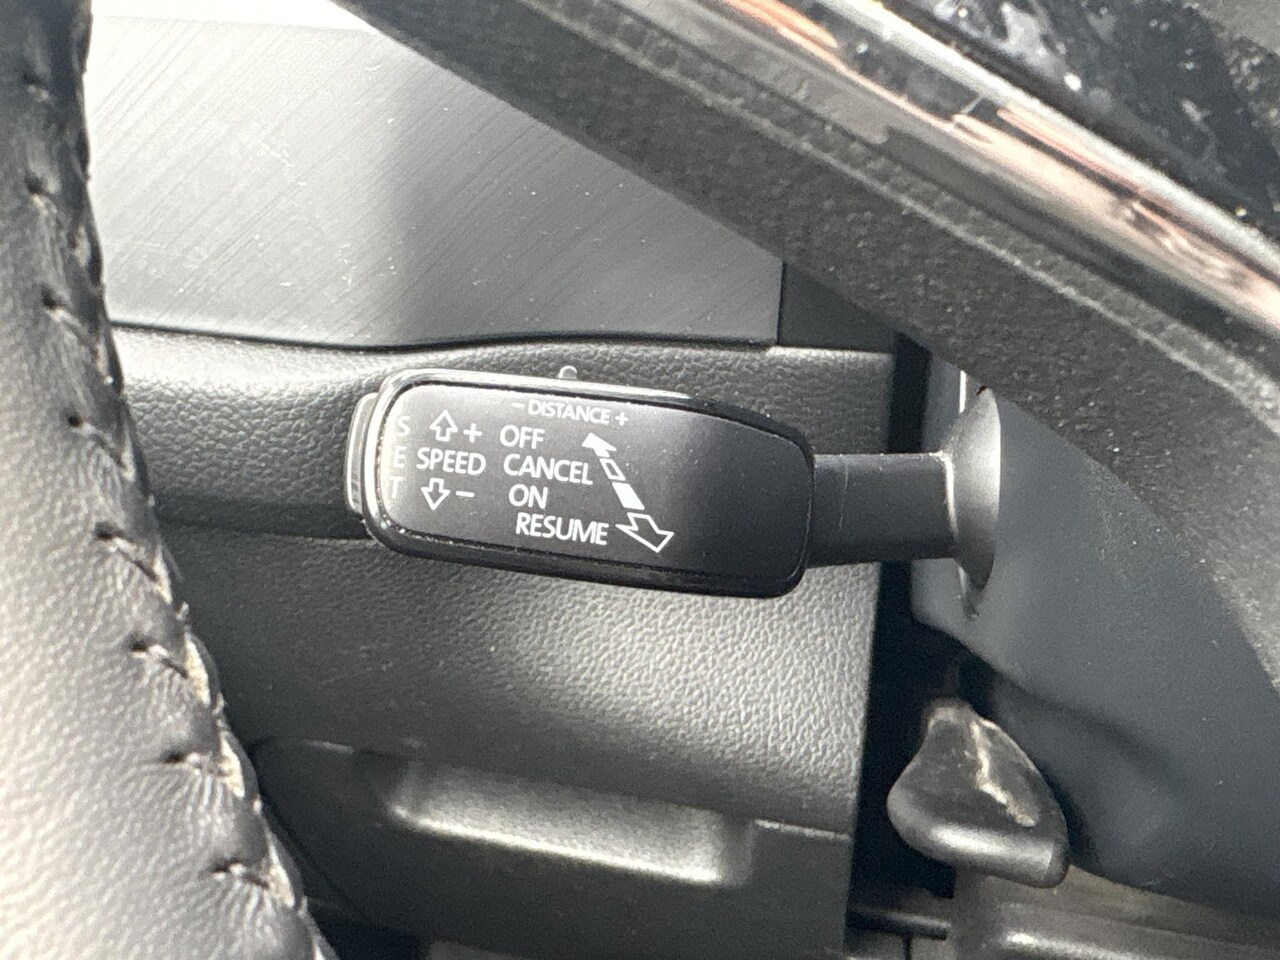 − DISTANCE +
S + OFF
E SPEED CANCEL
T − ON
RESUME